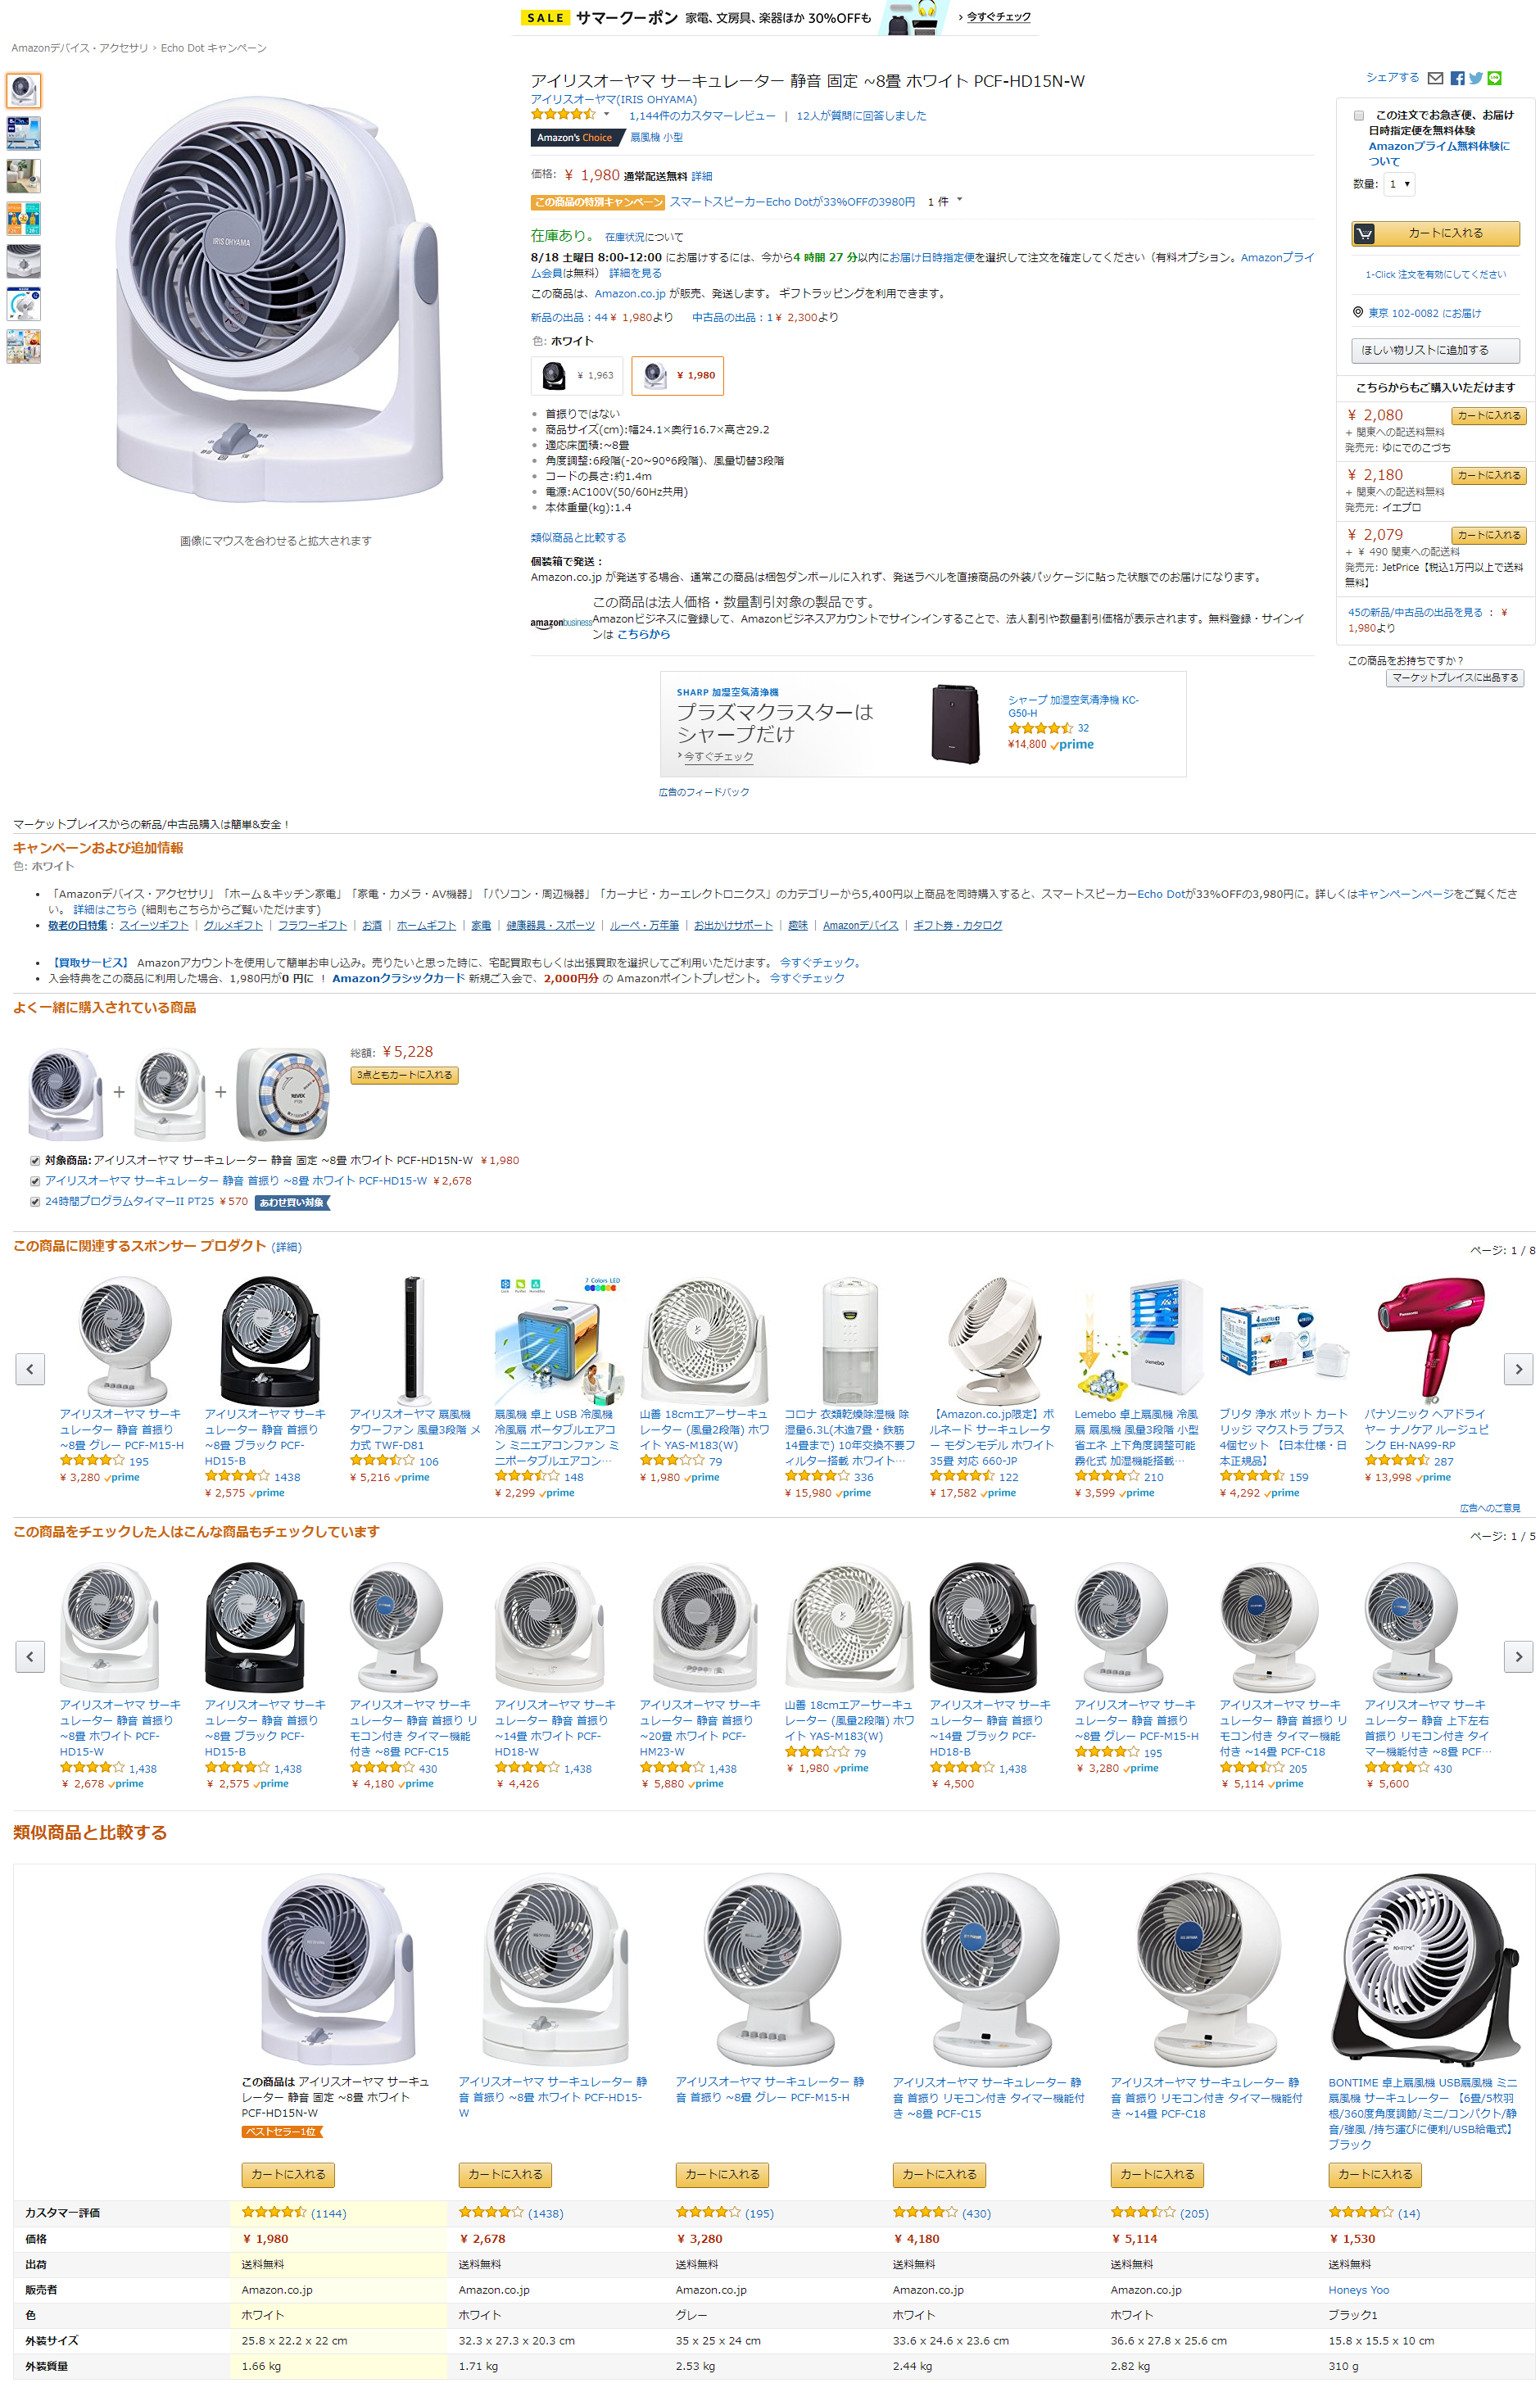 SALE サマークーポン 家電、文房具、楽器ほか 30%OFFも › 今すぐチェック
Amazonデバイス・アクセサリ › Echo Dot キャンペーン
アイリスオーヤマ サーキュレーター 静音 固定 ~8畳 ホワイト PCF-HD15N-W
アイリスオーヤマ(IRIS OHYAMA)
1,144件のカスタマーレビュー | 12人が質問に回答しました
Amazon's Choice 扇風機 小型
価格: ￥ 1,980 通常配送無料 詳細
この商品の特別キャンペーン スマートスピーカーEcho Dotが33%OFFの3980円 1 件
在庫あり。 在庫状況について
8/18 土曜日 8:00-12:00 にお届けするには、今から4 時間 27 分以内にお届け日時指定便を選択して注文を確定してください（有料オプション。Amazonプライ
ム会員は無料） 詳細を見る
この商品は、Amazon.co.jp が販売、発送します。 ギフトラッピングを利用できます。
新品の出品：44￥ 1,980より 中古品の出品：1￥ 2,300より
色: ホワイト
￥ 1,963 ￥ 1,980
首振りではない
商品サイズ(cm):幅24.1×奥行16.7×高さ29.2
適応床面積:~8畳
角度調整:6段階(-20~90°6段階)、風量切替3段階
コードの長さ:約1.4m
電源:AC100V(50/60Hz共用)
本体重量(kg):1.4
類似商品と比較する
個装箱で発送：
Amazon.co.jp が発送する場合、通常この商品は梱包ダンボールに入れず、発送ラベルを直接商品の外装パッケージに貼った状態でのお届けになります。
この商品は法人価格・数量割引対象の製品です。
amazonbusiness Amazonビジネスに登録して、Amazonビジネスアカウントでサインインすることで、法人割引や数量割引価格が表示されます。無料登録・サインイ
ンは こちらから
IRIS OHYAMA
画像にマウスを合わせると拡大されます
シェアする
この注文でお急ぎ便、お届け
日時指定便を無料体験
Amazonプライム無料体験に
ついて
数量: 1
カートに入れる
1-Click 注文を有効にしてください
東京 102-0082 にお届け
ほしい物リストに追加する
こちらからもご購入いただけます
￥ 2,080 カートに入れる
+ 関東への配送料無料
発売元: ゆにでのこづち
￥ 2,180 カートに入れる
+ 関東への配送料無料
発売元: イエプロ
￥ 2,079 カートに入れる
+ ￥ 490 関東への配送料
発売元: JetPrice【税込1万円以上で送料
無料】
45の新品/中古品の出品を見る ： ￥
1,980より
この商品をお持ちですか？
マーケットプレイスに出品する
SHARP 加湿空気清浄機
プラズマクラスターは
シャープだけ
› 今すぐチェック
シャープ 加湿空気清浄機 KC-
G50-H
32
¥14,800 prime
広告のフィードバック
マーケットプレイスからの新品/中古品購入は簡単&安全！
キャンペーンおよび追加情報
色: ホワイト
「Amazonデバイス・アクセサリ」「ホーム＆キッチン家電」「家電・カメラ・AV機器」「パソコン・周辺機器」「カーナビ・カーエレクトロニクス」のカテゴリーから5,400円以上商品を同時購入すると、スマートスピーカーEcho Dotが33%OFFの3,980円に。詳しくはキャンペーンページをご覧くださ
い。 詳細はこちら (細則もこちらからご覧いただけます)
敬老の日特集： スイーツギフト | グルメギフト | フラワーギフト | お酒 | ホームギフト | 家電 | 健康器具・スポーツ | ルーペ・万年筆 | お出かけサポート | 趣味 | Amazonデバイス | ギフト券・カタログ
【買取サービス】 Amazonアカウントを使用して簡単お申し込み。売りたいと思った時に、宅配買取もしくは出張買取を選択してご利用いただけます。 今すぐチェック。
入会特典をこの商品に利用した場合、1,980円が0 円に ！ Amazonクラシックカード 新規ご入会で、2,000円分 の Amazonポイントプレゼント。 今すぐチェック
よく一緒に購入されている商品
総額: ￥5,228
3点ともカートに入れる
対象商品: アイリスオーヤマ サーキュレーター 静音 固定 ~8畳 ホワイト PCF-HD15N-W ￥1,980
アイリスオーヤマ サーキュレーター 静音 首振り ~8畳 ホワイト PCF-HD15-W ￥2,678
24時間プログラムタイマーII PT25 ￥570 あわせ買い対象
この商品に関連するスポンサー プロダクト (詳細) ページ: 1 / 8
アイリスオーヤマ サーキ
ュレーター 静音 首振り
~8畳 グレー PCF-M15-H
195
￥ 3,280 prime
アイリスオーヤマ サーキ
ュレーター 静音 首振り
~8畳 ブラック PCF-
HD15-B
1438
￥ 2,575 prime
アイリスオーヤマ 扇風機
タワーファン 風量3段階 メ
カ式 TWF-D81
106
￥ 5,216 prime
7 Colors LED
扇風機 卓上 USB 冷風機
冷風扇 ポータブルエアコ
ン ミニエアコンファン ミ
ニポータブルエアコン…
148
￥ 2,299 prime
山善 18cmエアーサーキュ
レーター (風量2段階) ホワ
イト YAS-M183(W)
79
￥ 1,980 prime
コロナ 衣類乾燥除湿機 除
湿量6.3L(木造7畳・鉄筋
14畳まで) 10年交換不要フ
ィルター搭載 ホワイト…
336
￥ 15,980 prime
【Amazon.co.jp限定】ボ
ルネード サーキュレータ
ー モダンモデル ホワイト
35畳 対応 660-JP
122
￥ 17,582 prime
Lemebo 卓上扇風機 冷風
扇 扇風機 風量3段階 小型
省エネ 上下角度調整可能
霧化式 加湿機能搭載…
210
￥ 3,599 prime
ブリタ 浄水 ポット カート
リッジ マクストラ プラス
4個セット 【日本仕様・日
本正規品】
159
￥ 4,292 prime
パナソニック ヘアドライ
ヤー ナノケア ルージュピ
ンク EH-NA99-RP
287
￥ 13,998 prime
広告へのご意見
この商品をチェックした人はこんな商品もチェックしています ページ: 1 / 5
アイリスオーヤマ サーキ
ュレーター 静音 首振り
~8畳 ホワイト PCF-
HD15-W
1,438
￥ 2,678 prime
アイリスオーヤマ サーキ
ュレーター 静音 首振り
~8畳 ブラック PCF-
HD15-B
1,438
￥ 2,575 prime
アイリスオーヤマ サーキ
ュレーター 静音 首振り リ
モコン付き タイマー機能
付き ~8畳 PCF-C15
430
￥ 4,180 prime
アイリスオーヤマ サーキ
ュレーター 静音 首振り
~14畳 ホワイト PCF-
HD18-W
1,438
￥ 4,426
アイリスオーヤマ サーキ
ュレーター 静音 首振り
~20畳 ホワイト PCF-
HM23-W
1,438
￥ 5,880 prime
山善 18cmエアーサーキュ
レーター (風量2段階) ホワ
イト YAS-M183(W)
79
￥ 1,980 prime
アイリスオーヤマ サーキ
ュレーター 静音 首振り
~14畳 ブラック PCF-
HD18-B
1,438
￥ 4,500
アイリスオーヤマ サーキ
ュレーター 静音 首振り
~8畳 グレー PCF-M15-H
195
￥ 3,280 prime
アイリスオーヤマ サーキ
ュレーター 静音 首振り リ
モコン付き タイマー機能
付き ~14畳 PCF-C18
205
￥ 5,114 prime
アイリスオーヤマ サーキ
ュレーター 静音 上下左右
首振り リモコン付き タイ
マー機能付き ~8畳 PCF…
430
￥ 5,600
類似商品と比較する
この商品は アイリスオーヤマ サーキュ
レーター 静音 固定 ~8畳 ホワイト
PCF-HD15N-W
ベストセラー1位
アイリスオーヤマ サーキュレーター 静
音 首振り ~8畳 ホワイト PCF-HD15-
W
アイリスオーヤマ サーキュレーター 静
音 首振り ~8畳 グレー PCF-M15-H
アイリスオーヤマ サーキュレーター 静
音 首振り リモコン付き タイマー機能付
き ~8畳 PCF-C15
アイリスオーヤマ サーキュレーター 静
音 首振り リモコン付き タイマー機能付
き ~14畳 PCF-C18
BONTIME 卓上扇風機 USB扇風機 ミニ
扇風機 サーキュレーター 【6畳/5枚羽
根/360度角度調節/ミニ/コンパクト/静
音/強風 /持ち運びに便利/USB給電式】
ブラック
カートに入れる カートに入れる カートに入れる カートに入れる カートに入れる カートに入れる
カスタマー評価 (1144) (1438) (195) (430) (205) (14)
価格 ￥ 1,980 ￥ 2,678 ￥ 3,280 ￥ 4,180 ￥ 5,114 ￥ 1,530
出荷 送料無料 送料無料 送料無料 送料無料 送料無料 送料無料
販売者 Amazon.co.jp Amazon.co.jp Amazon.co.jp Amazon.co.jp Amazon.co.jp Honeys Yoo
色 ホワイト ホワイト グレー ホワイト ホワイト ブラック1
外装サイズ 25.8 x 22.2 x 22 cm 32.3 x 27.3 x 20.3 cm 35 x 25 x 24 cm 33.6 x 24.6 x 23.6 cm 36.6 x 27.8 x 25.6 cm 15.8 x 15.5 x 10 cm
外装質量 1.66 kg 1.71 kg 2.53 kg 2.44 kg 2.82 kg 310 g